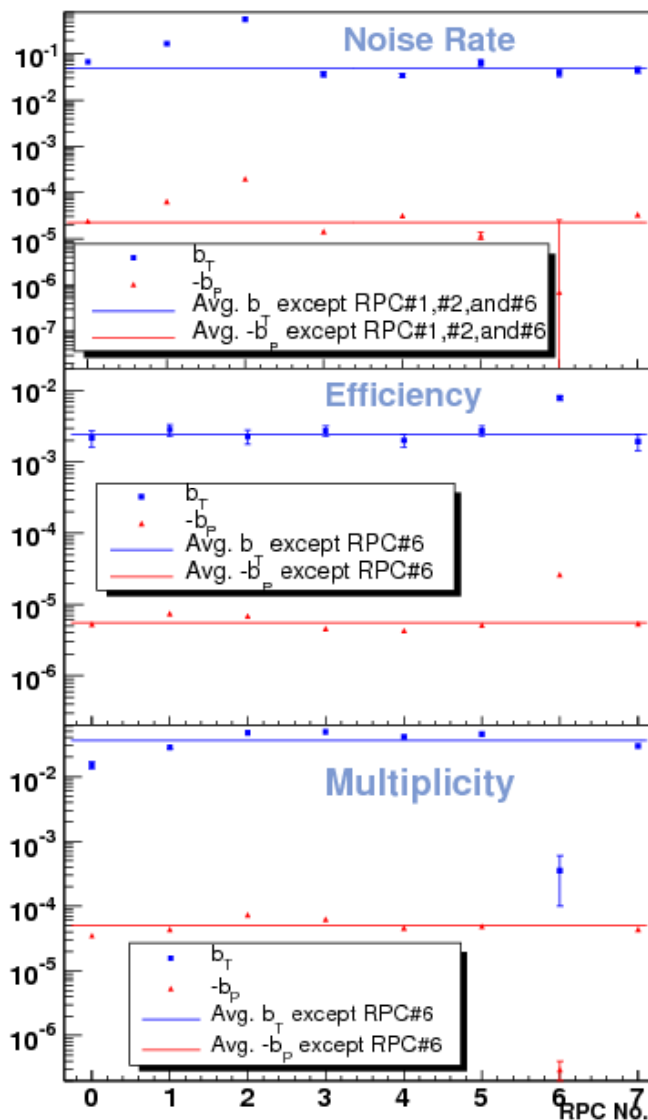 Noise Rate
10^-1
10^-2
10^-3
10^-4
10^-5
10^-6
10^-7
b_T
-b_P
Avg. b_T except RPC#1,#2,and#6
Avg. -b_P except RPC#1,#2,and#6
Efficiency
10^-2
10^-3
10^-4
10^-5
10^-6
b_T
-b_P
Avg. b_T except RPC#6
Avg. -b_P except RPC#6
Multiplicity
10^-2
10^-3
10^-4
10^-5
10^-6
b_T
-b_P
Avg. b_T except RPC#6
Avg. -b_P except RPC#6
0 1 2 3 4 5 6 7
RPC No.